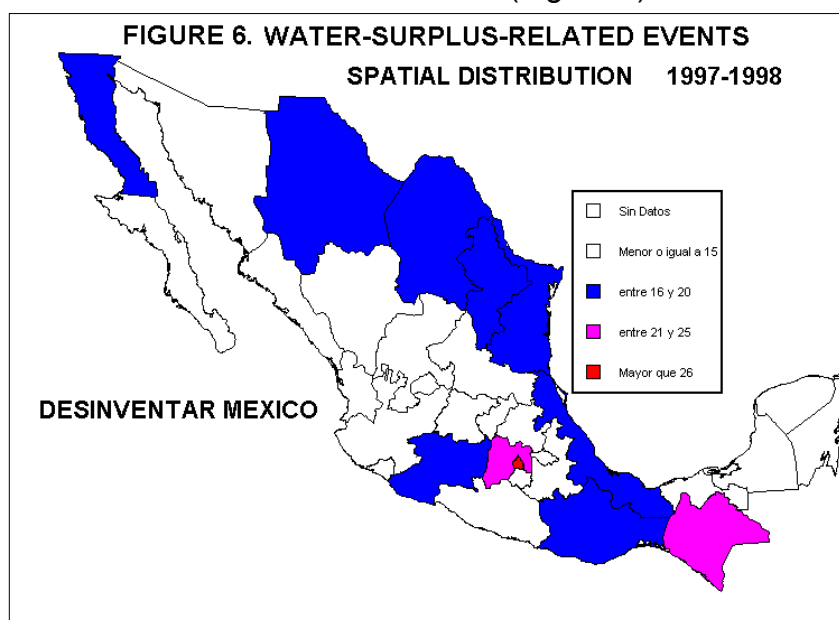 FIGURE 6. WATER-SURPLUS-RELATED EVENTS
SPATIAL DISTRIBUTION 1997-1998
Sin Datos
Menor o igual a 15
entre 16 y 20
entre 21 y 25
Mayor que 26
DESINVENTAR MEXICO